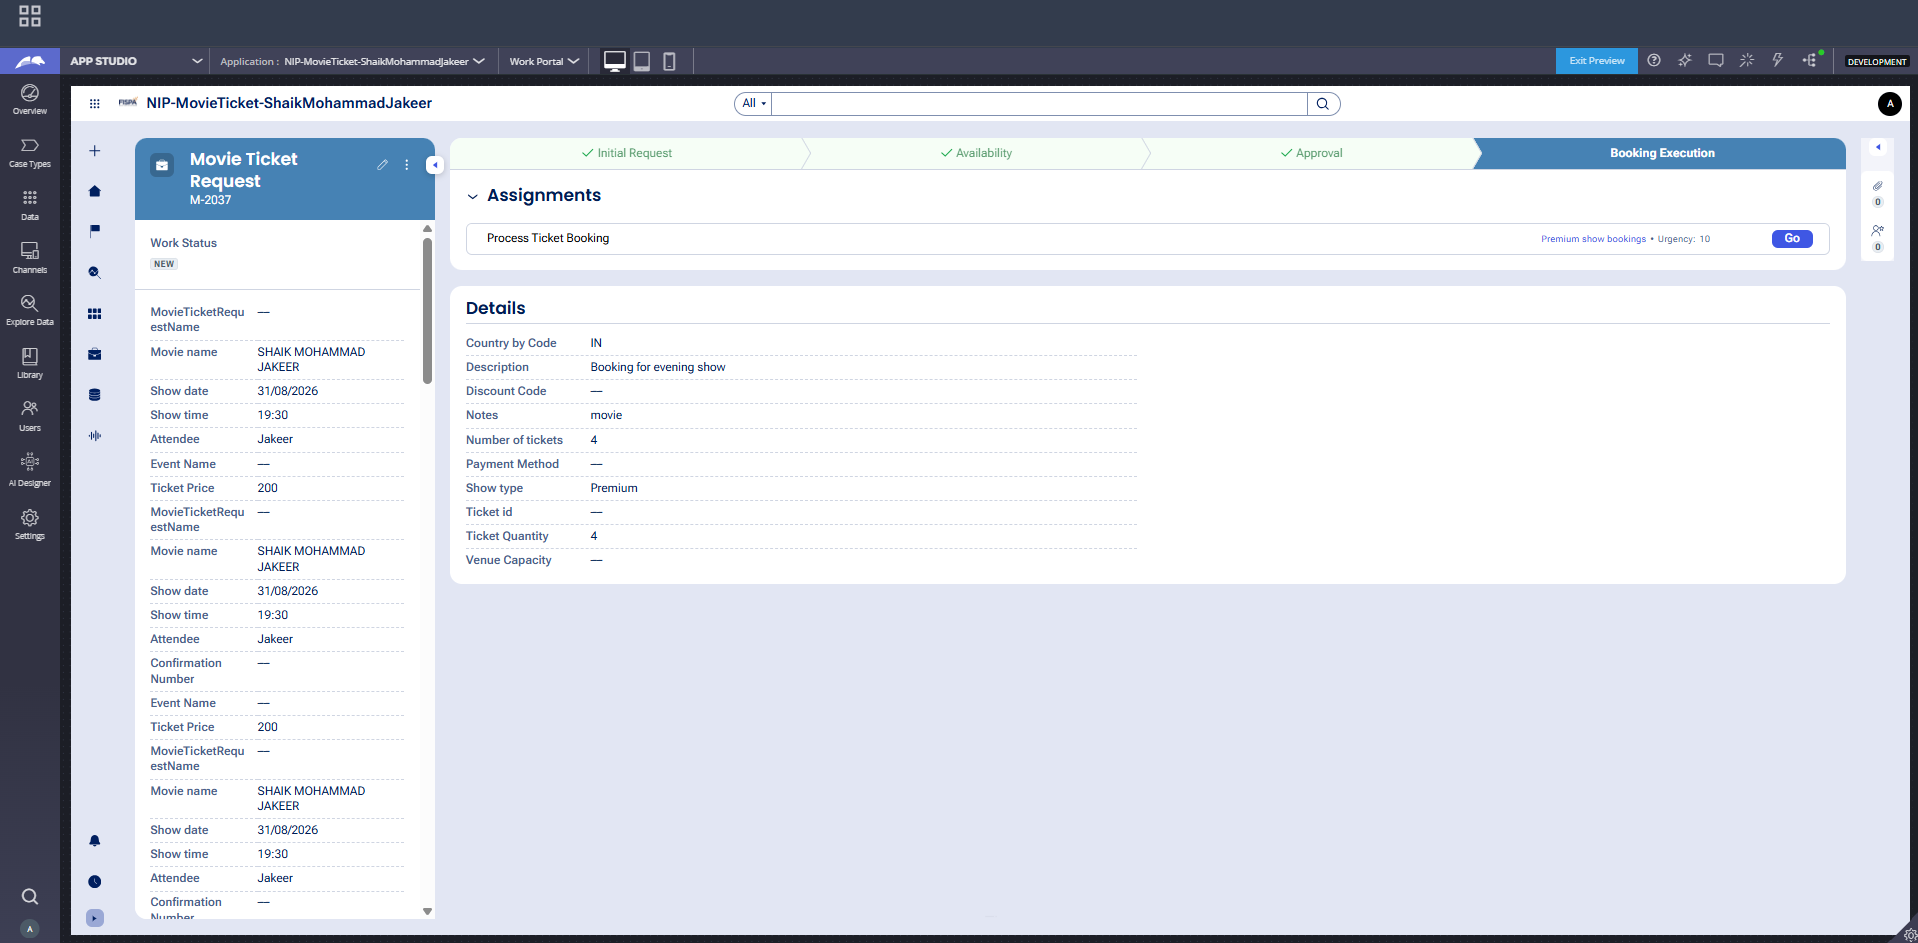 APP STUDIO
Application : NIP-MovieTicket-ShaikMohammadJakeer
Work Portal
Exit Preview
DEVELOPMENT
Overview
Case Types
Data
Channels
Explore Data
Library
Users
AI Designer
Settings
A
FISPA
NIP-MovieTicket-ShaikMohammadJakeer
All
A
Movie Ticket
Request
M-2037
Work Status
NEW
MovieTicketRequ
estName
—
Movie name
SHAIK MOHAMMAD
JAKEER
Show date 31/08/2026
Show time 19:30
Attendee Jakeer
Event Name —
Ticket Price 200
MovieTicketRequ
estName
—
Movie name
SHAIK MOHAMMAD
JAKEER
Show date 31/08/2026
Show time 19:30
Attendee Jakeer
Confirmation
Number
—
Event Name —
Ticket Price 200
MovieTicketRequ
estName
—
Movie name
SHAIK MOHAMMAD
JAKEER
Show date 31/08/2026
Show time 19:30
Attendee Jakeer
Confirmation
Number
—
Initial Request
Availability
Approval
Booking Execution
Assignments
Process Ticket Booking
Premium show bookings • Urgency: 10
Go
Details
Country by Code IN
Description Booking for evening show
Discount Code —
Notes movie
Number of tickets 4
Payment Method —
Show type Premium
Ticket id —
Ticket Quantity 4
Venue Capacity —
0
0